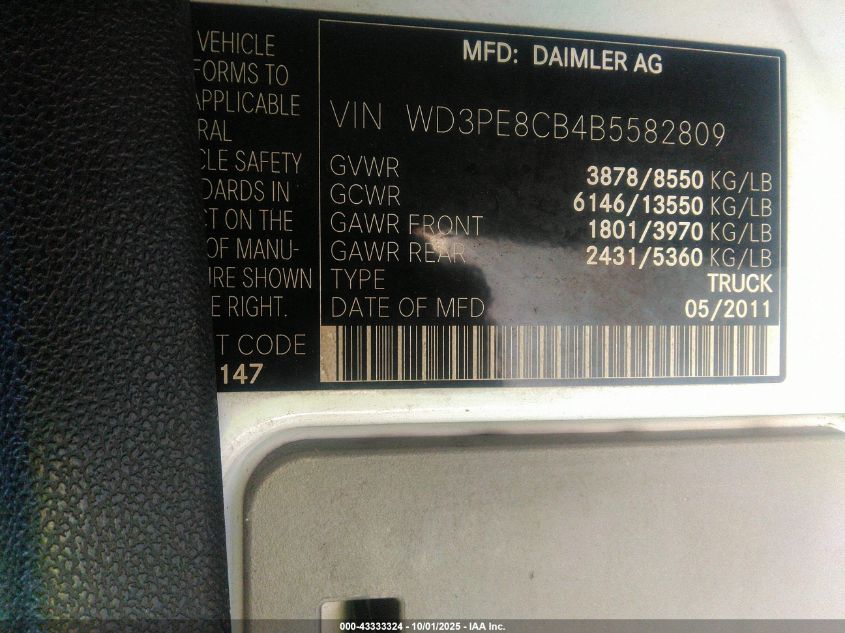 VEHICLE
FORMS TO
APPLICABLE
RAL
CLE SAFETY
DARDS IN
CT ON THE
OF MANU-
URE SHOWN
E RIGHT.
T CODE
147
MFD: DAIMLER AG
VIN WD3PE8CB4B5582809
GVWR 3878/8550 KG/LB
GCWR 6146/13550 KG/LB
GAWR FRONT 1801/3970 KG/LB
GAWR REAR 2431/5360 KG/LB
TYPE TRUCK
DATE OF MFD 05/2011
000-43333324 - 10/01/2025 - IAA Inc.